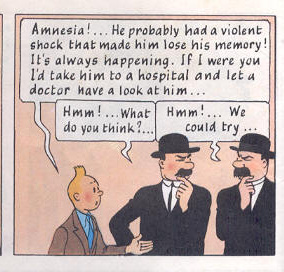 Amnesia!... He probably had a violent
shock that made him lose his memory!
It's always happening. If I were you
I'd take him to a hospital and let a
doctor have a look at him...
Hmm!...What
do you think?...
Hmm!... We
could try...